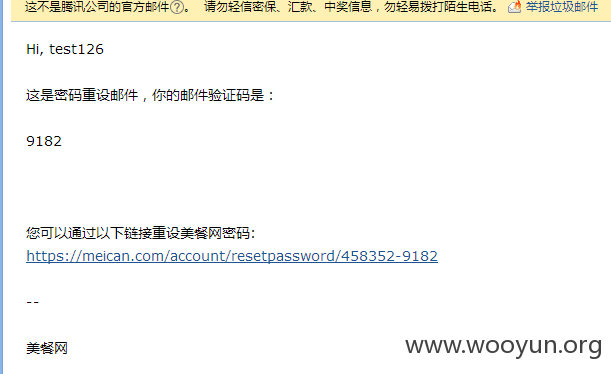 这不是腾讯公司的官方邮件?。 请勿轻信密保、汇款、中奖信息，勿轻易拨打陌生电话。 举报垃圾邮件
Hi, test126
这是密码重设邮件，你的邮件验证码是：
9182
您可以通过以下链接重设美餐网密码:
https://meican.com/account/resetpassword/458352-9182
--
美餐网
www.wooyun.org